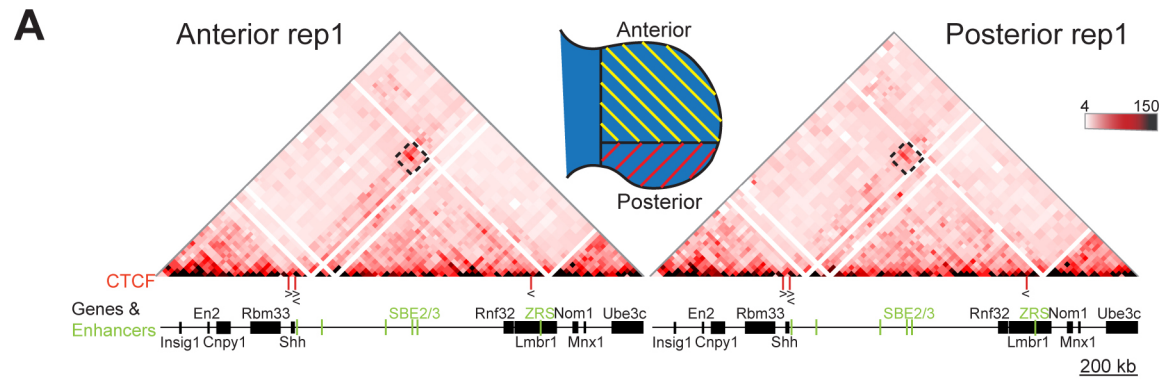 A
Anterior rep1
Anterior
Posterior
Posterior rep1
4 150
CTCF
>> <
<
>> <
<
Genes &
Enhancers
En2 Rbm33 SBE2/3 Rnf32 ZRS Nom1 Ube3c
Insig1 Cnpy1 Shh Lmbr1 Mnx1
En2 Rbm33 SBE2/3 Rnf32 ZRS Nom1 Ube3c
Insig1 Cnpy1 Shh Lmbr1 Mnx1
200 kb